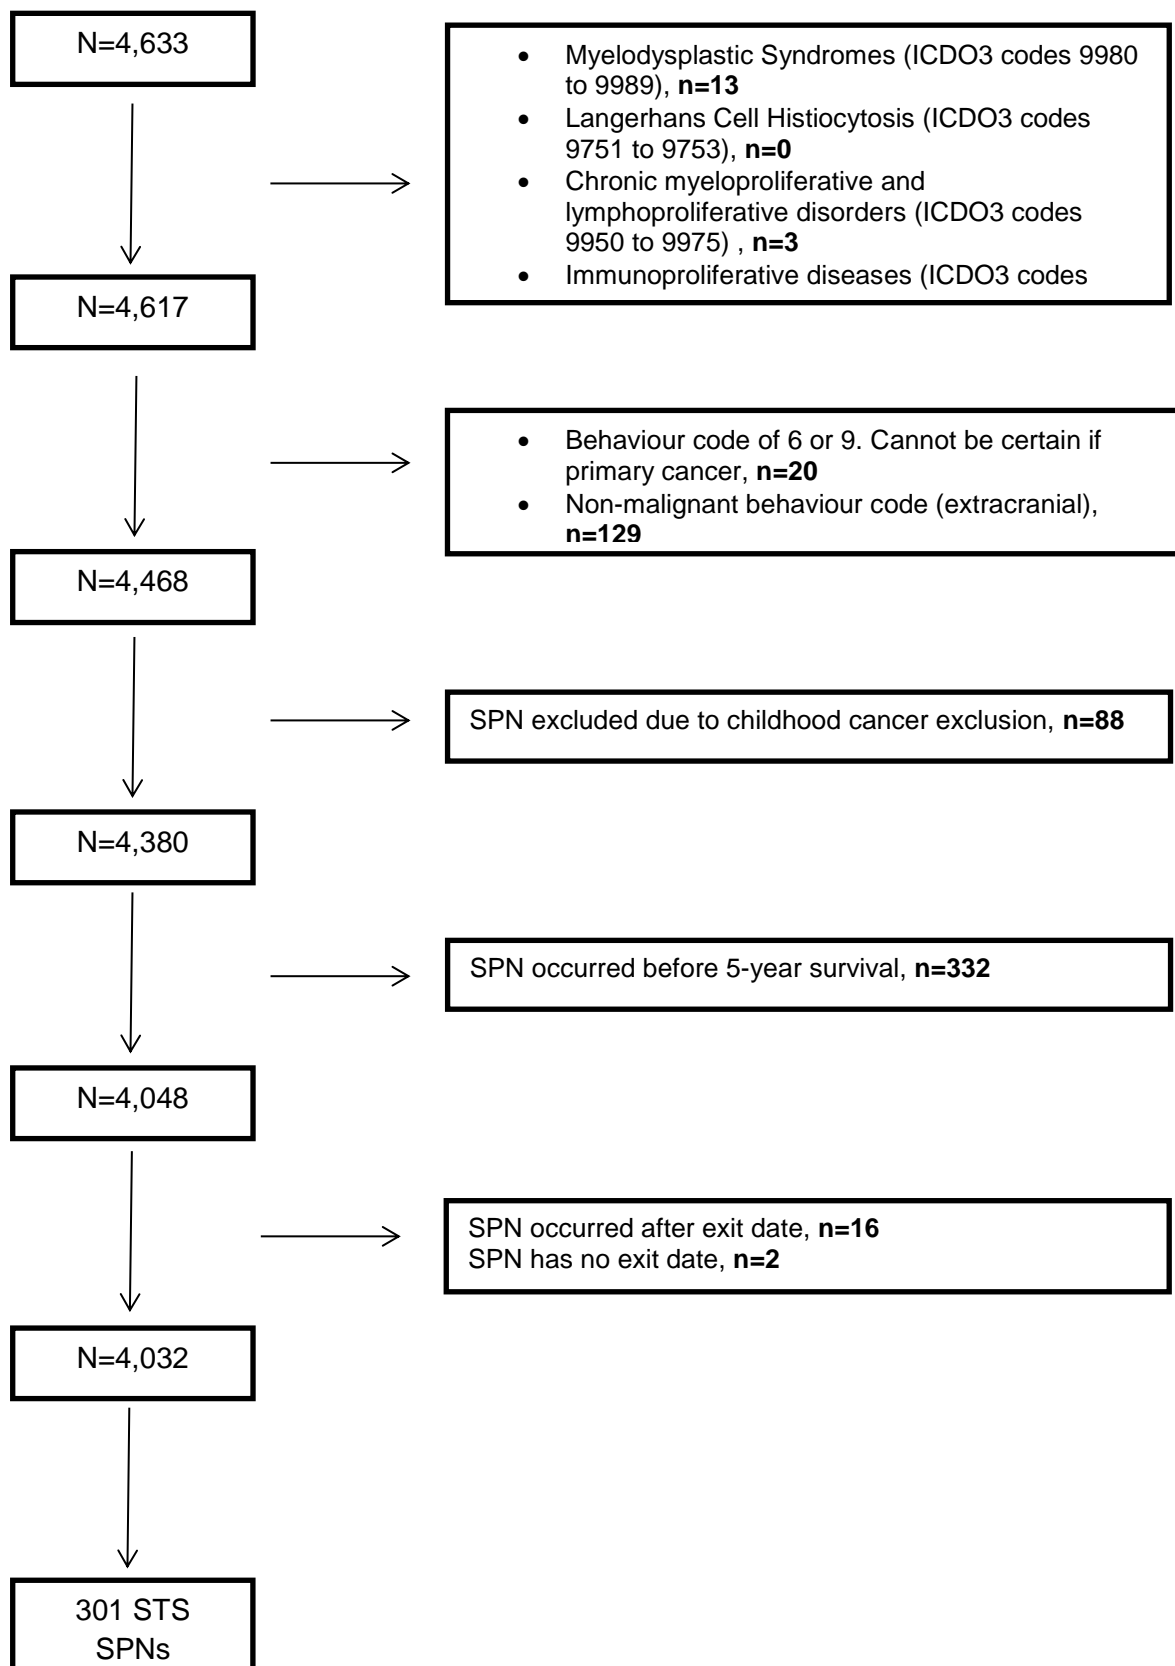 N=4,633
• Myelodysplastic Syndromes (ICDO3 codes 9980
to 9989), n=13
• Langerhans Cell Histiocytosis (ICDO3 codes
9751 to 9753), n=0
• Chronic myeloproliferative and
lymphoproliferative disorders (ICDO3 codes
9950 to 9975) , n=3
• Immunoproliferative diseases (ICDO3 codes
N=4,617
• Behaviour code of 6 or 9. Cannot be certain if
primary cancer, n=20
• Non-malignant behaviour code (extracranial),
n=129
N=4,468
SPN excluded due to childhood cancer exclusion, n=88
N=4,380
SPN occurred before 5-year survival, n=332
N=4,048
SPN occurred after exit date, n=16
SPN has no exit date, n=2
N=4,032
301 STS
SPNs